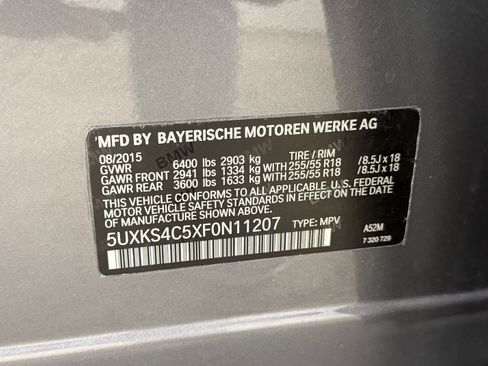 MFD BY BAYERISCHE MOTOREN WERKE AG
08/2015
GVWR 6400 lbs 2903 kg TIRE / RIM
GAWR FRONT 2941 lbs 1334 kg WITH 255/55 R18 /8.5J x 18
GAWR REAR 3600 lbs 1633 kg WITH 255/55 R18 /8.5J x 18
THIS VEHICLE CONFORMS TO ALL APPLICABLE U.S. FEDERAL
MOTOR VEHICLE SAFETY STANDARDS IN EFFECT ON THE DATE
OF MANUFACTURE SHOWN ABOVE.
5UXKS4C5XF0N11207 TYPE: MPV A52M
7 320 729